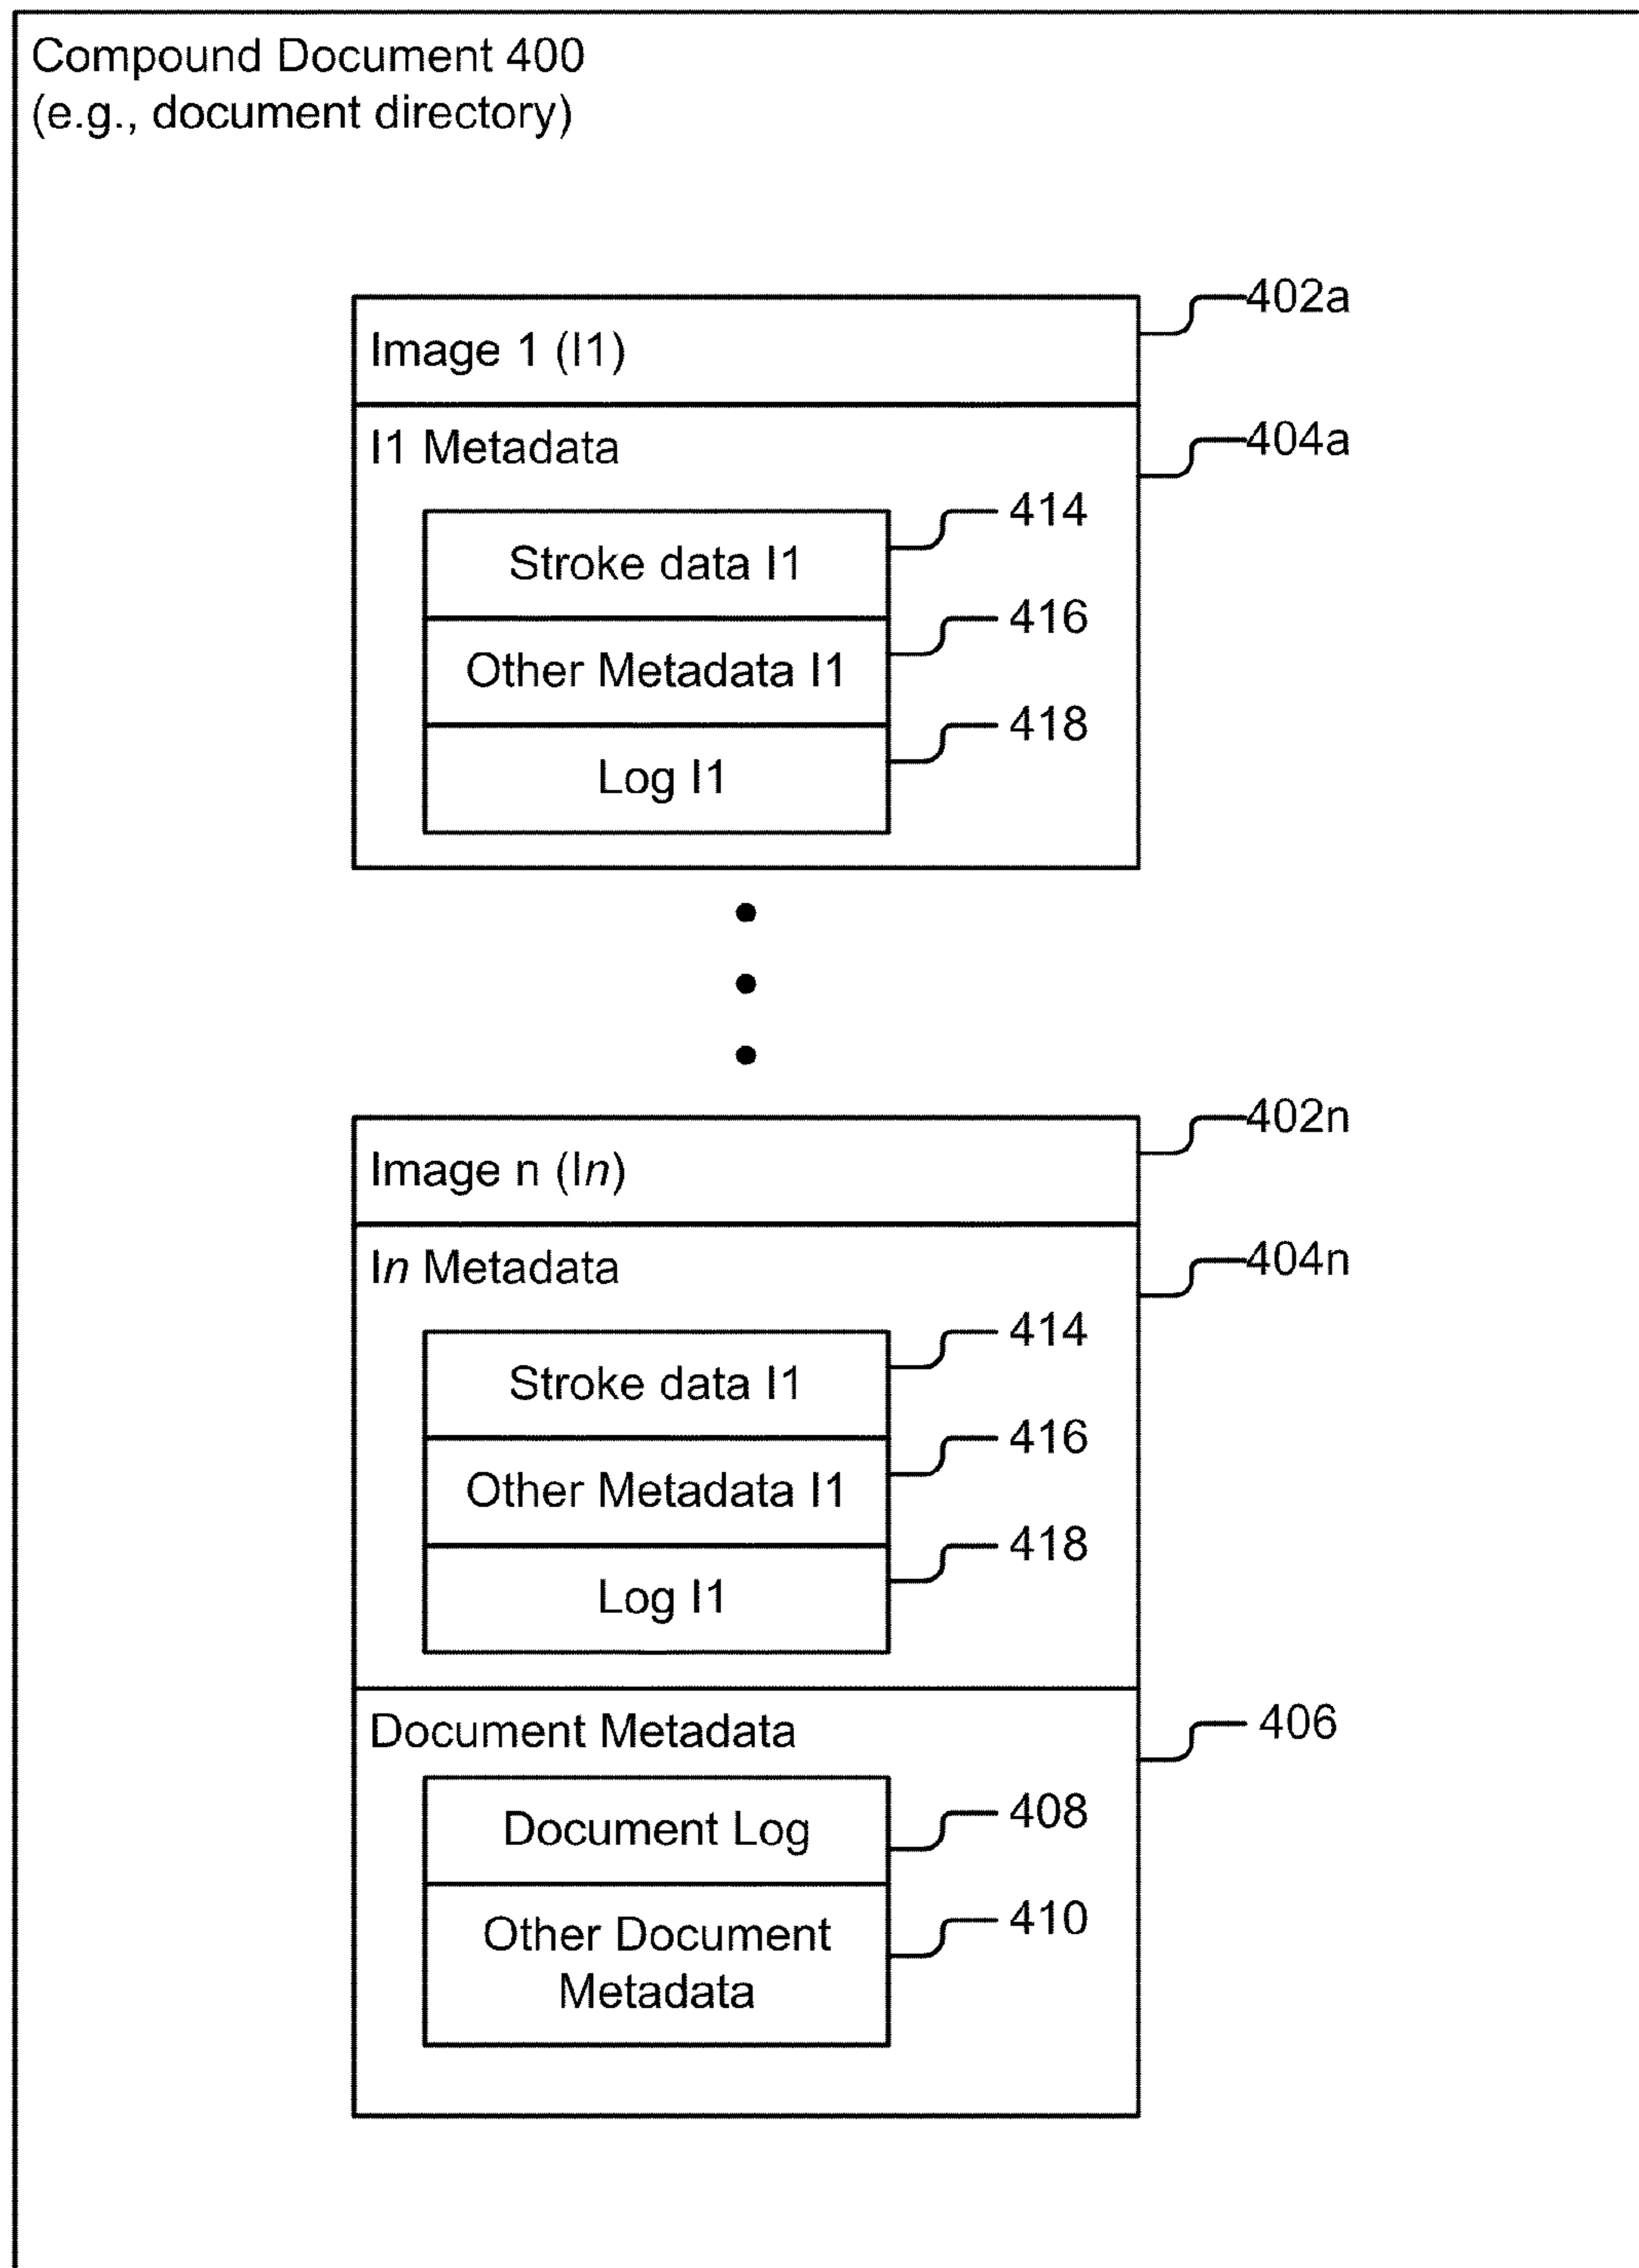 Compound Document 400
(e.g., document directory)
402a
Image 1 (I1)
404a
I1 Metadata
414
Stroke data I1
416
Other Metadata I1
418
Log I1
402n
Image n (In)
404n
In Metadata
414
Stroke data I1
416
Other Metadata I1
418
Log I1
Document Metadata
406
408
Document Log
410
Other Document
Metadata